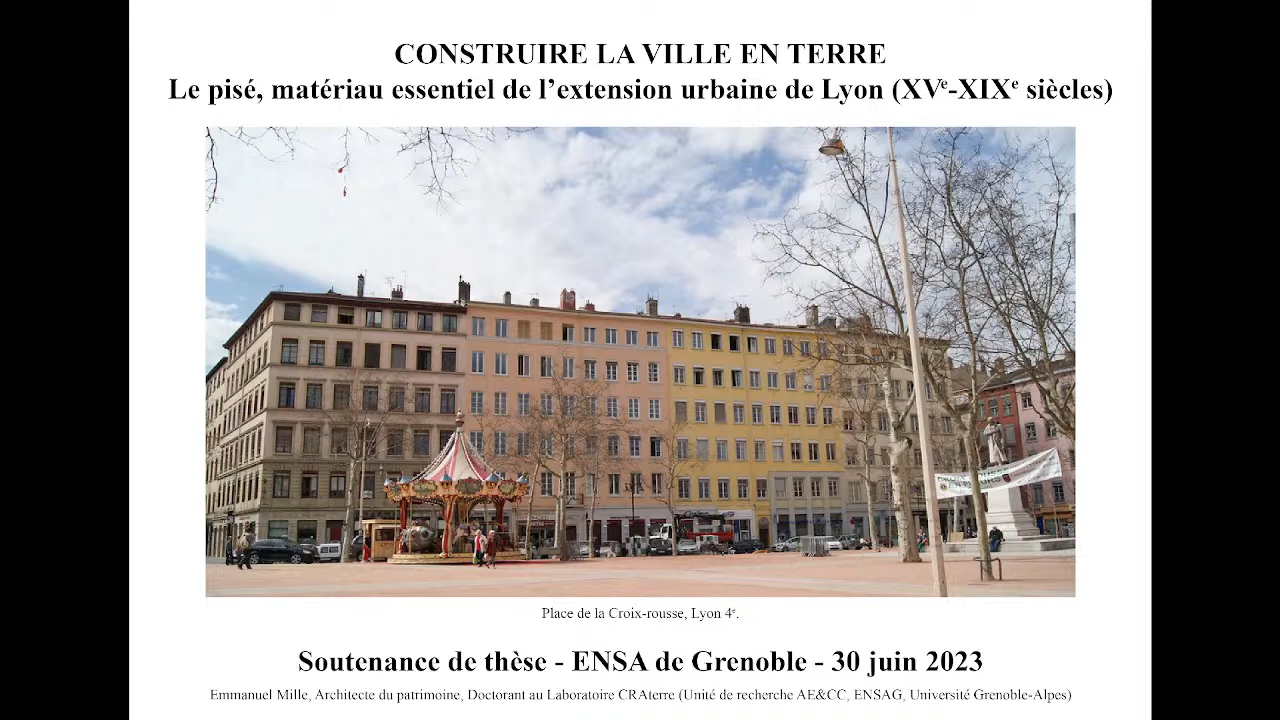 CONSTRUIRE LA VILLE EN TERRE
Le pisé, matériau essentiel de l’extension urbaine de Lyon (XVe-XIXe siècles)
Place de la Croix-rousse, Lyon 4e.
Soutenance de thèse - ENSA de Grenoble - 30 juin 2023
Emmanuel Mille, Architecte du patrimoine, Doctorant au Laboratoire CRAterre (Unité de recherche AE&CC, ENSAG, Université Grenoble-Alpes)